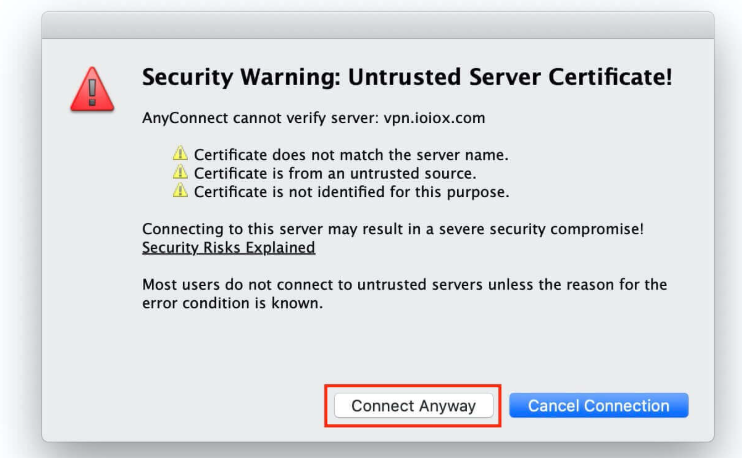 Security Warning: Untrusted Server Certificate!
AnyConnect cannot verify server: vpn.ioiox.com
Certificate does not match the server name.
Certificate is from an untrusted source.
Certificate is not identified for this purpose.
Connecting to this server may result in a severe security compromise!
Security Risks Explained
Most users do not connect to untrusted servers unless the reason for the
error condition is known.
Connect Anyway
Cancel Connection